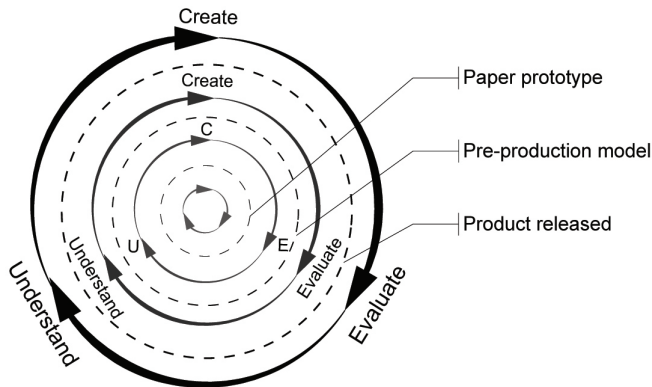 Create
Create
C
Paper prototype
Pre-production model
Product released
U
E
Understand
Evaluate
Understand
Evaluate